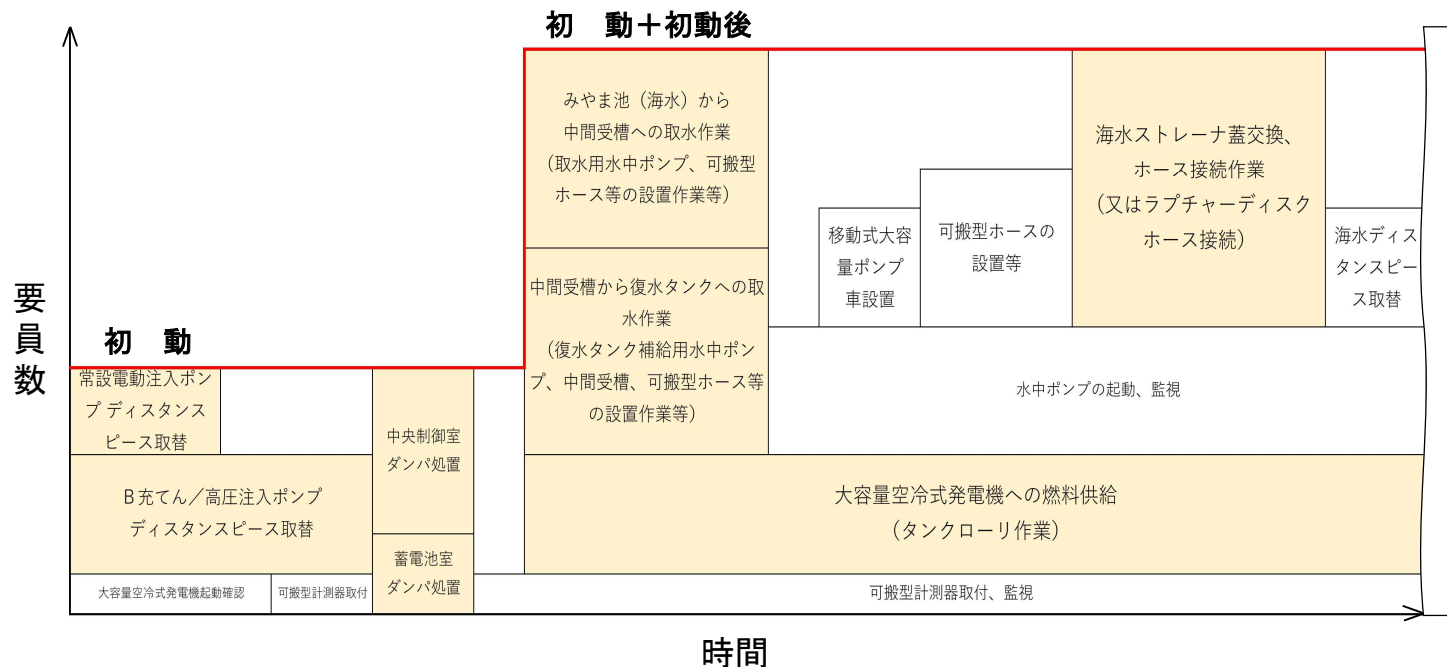 初　動＋初動後
みやま池（海水）から
中間受槽への取水作業
（取水用水中ポンプ、可搬型
ホース等の設置作業等）
海水ストレーナ蓋交換、
ホース接続作業
（又はラプチャーディスク
ホース接続）
移動式大容
量ポンプ
車設置
可搬型ホースの
設置等
海水ディス
タンスピー
ス取替
中間受槽から復水タンクへの取
水作業
（復水タンク補給用水中ポン
プ、中間受槽、可搬型ホース等
の設置作業等）
要員数
初　動
常設電動注入ポン
プ ディスタンス
ピース取替
水中ポンプの起動、監視
中央制御室
ダンパ処置
B充てん／高圧注入ポンプ
ディスタンスピース取替
大容量空冷式発電機への燃料供給
（タンクローリ作業）
蓄電池室
ダンパ処置
大容量空冷式発電機起動確認
可搬型計測器取付
可搬型計測器取付、監視
時間